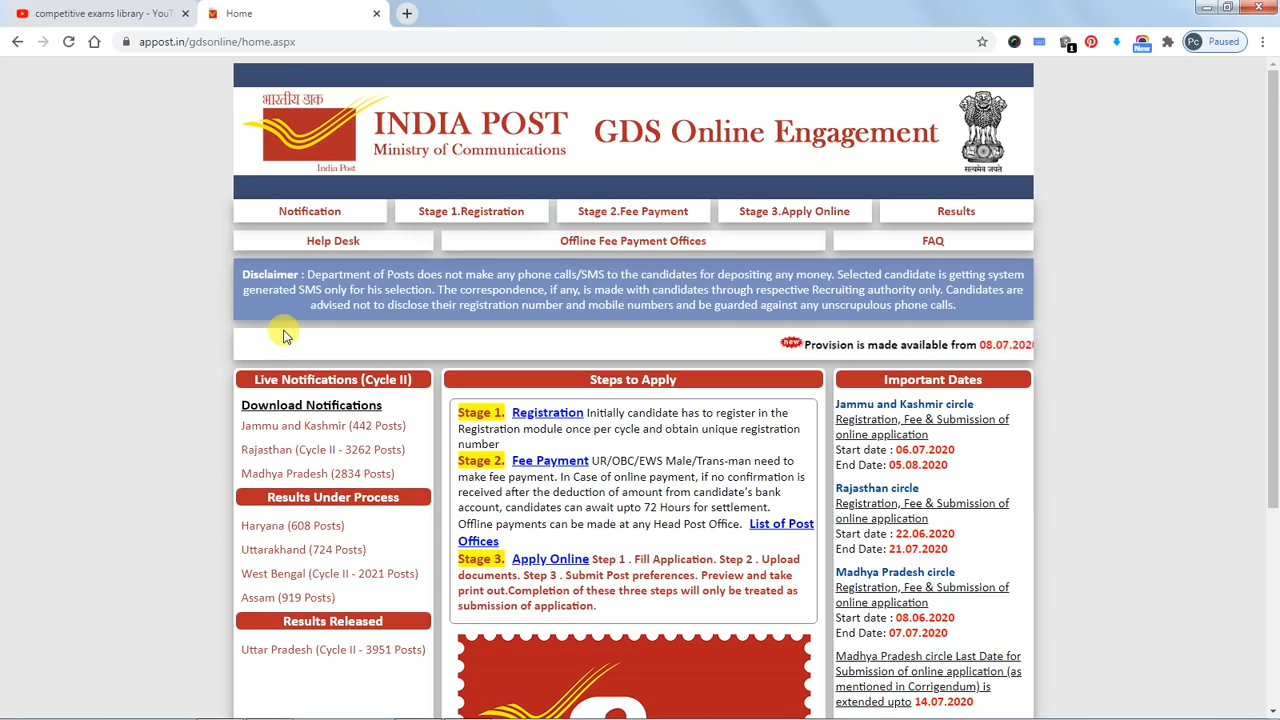 competitive exams library - YouT
Home
appost.in/gdsonline/home.aspx
1
New
Pc Paused
भारतीय डाक
India Post
INDIA POST
Ministry of Communications
GDS Online Engagement
सत्यमेव जयते
Notification
Stage 1.Registration
Stage 2.Fee Payment
Stage 3.Apply Online
Results
Help Desk
Offline Fee Payment Offices
FAQ
Disclaimer : Department of Posts does not make any phone calls/SMS to the candidates for depositing any money. Selected candidate is getting system
generated SMS only for his selection. The correspondence, if any, is made with candidates through respective Recruiting authority only. Candidates are
advised not to disclose their registration number and mobile numbers and be guarded against any unscrupulous phone calls.
new Provision is made available from 08.07.2020
Live Notifications (Cycle II)
Download Notifications
Jammu and Kashmir (442 Posts)
Rajasthan (Cycle II - 3262 Posts)
Madhya Pradesh (2834 Posts)
Results Under Process
Haryana (608 Posts)
Uttarakhand (724 Posts)
West Bengal (Cycle II - 2021 Posts)
Assam (919 Posts)
Results Released
Uttar Pradesh (Cycle II - 3951 Posts)
Steps to Apply
Stage 1. Registration Initially candidate has to register in the
Registration module once per cycle and obtain unique registration
number
Stage 2. Fee Payment UR/OBC/EWS Male/Trans-man need to
make fee payment. In Case of online payment, if no confirmation is
received after the deduction of amount from candidate's bank
account, candidates can await upto 72 Hours for settlement.
Offline payments can be made at any Head Post Office. List of Post
Offices
Stage 3. Apply Online Step 1 . Fill Application. Step 2 . Upload
documents. Step 3 . Submit Post preferences. Preview and take
print out.Completion of these three steps will only be treated as
submission of application.
Important Dates
Jammu and Kashmir circle
Registration, Fee & Submission of
online application
Start date : 06.07.2020
End Date: 05.08.2020
Rajasthan circle
Registration, Fee & Submission of
online application
Start date : 22.06.2020
End Date: 21.07.2020
Madhya Pradesh circle
Registration, Fee & Submission of
online application
Start date : 08.06.2020
End Date: 07.07.2020
Madhya Pradesh circle Last Date for
Submission of online application (as
mentioned in Corrigendum) is
extended upto 14.07.2020